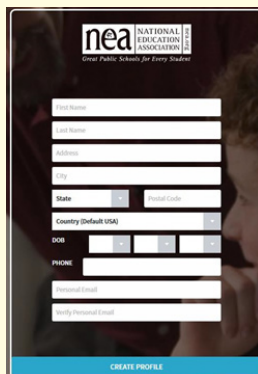 nea NATIONAL
EDUCATION
ASSOCIATION
Great Public Schools for Every Student
First Name
Last Name
Address
City
State
Postal Code
Country (Default USA)
DOB
PHONE
Personal Email
Verify Personal Email
CREATE PROFILE